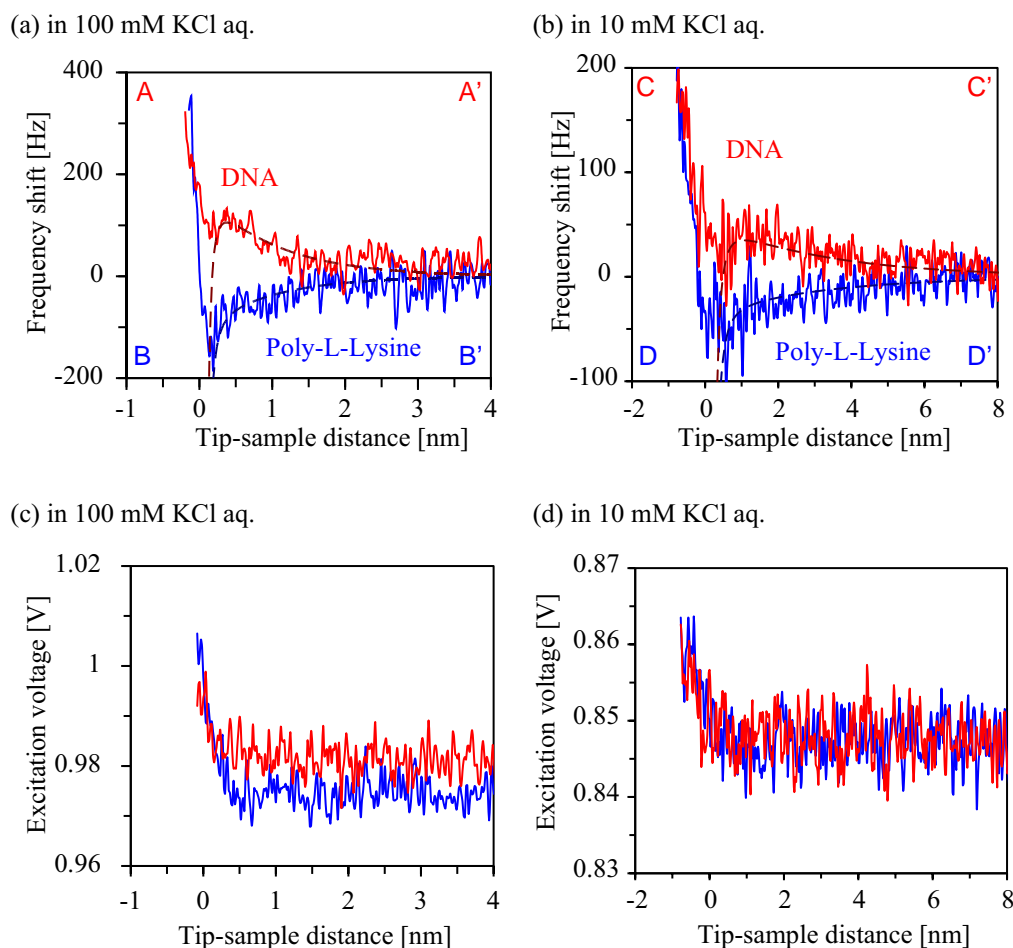 (a) in 100 mM KCl aq.
400
200
0
-200
-1
0
1
2
3
4
Frequency shift [Hz]
Tip-sample distance [nm]
A
A’
DNA
B
Poly-L-Lysine
B’
(b) in 10 mM KCl aq.
200
100
0
-100
-2
0
2
4
6
8
Frequency shift [Hz]
Tip-sample distance [nm]
C
C’
DNA
D
Poly-L-Lysine
D’
(c) in 100 mM KCl aq.
1.02
1
0.98
0.96
-1
0
1
2
3
4
Excitation voltage [V]
Tip-sample distance [nm]
(d) in 10 mM KCl aq.
0.87
0.86
0.85
0.84
0.83
-2
0
2
4
6
8
Excitation voltage [V]
Tip-sample distance [nm]